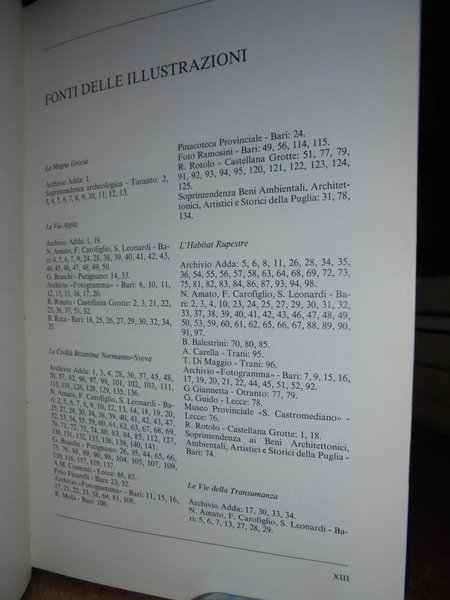 FONTI DELLE ILLUSTRAZIONI
La Magna Grecia
Archivio Adda: 1.
Soprintendenza archeologica - Taranto: 2,
3, 4, 5, 6, 7, 8, 9, 10, 11, 12, 13.
La Via Appia
Archivio Adda: 1, 19.
N. Amato, F. Carofiglio, S. Leonardi - Ba-
ri: 4, 5, 7, 9, 24, 28, 38, 39, 40, 41, 42, 43,
44, 45, 46, 47, 48, 49, 50.
G. Braschi - Putignano: 14, 33.
Archivio «Fotogramma» - Bari: 8, 10, 11,
12, 13, 15, 16, 17, 20.
R. Rotolo - Castellana Grotte: 2, 3, 21, 22,
23, 36, 37, 51, 52.
R. Ruta - Bari: 18, 25, 26, 27, 29, 30, 32, 34,
35.
La Civiltà Bizantina Normanno-Sveva
Archivio Adda: 1, 3, 4, 28, 36, 37, 45, 48,
50, 57, 82, 96, 97, 99, 101, 102, 103, 111,
113, 118, 126, 128, 129, 135, 136.
N. Amato, F. Carofiglio, S. Leonardi - Ba-
ri: 2, 5, 6, 7, 8, 9, 10, 12, 13, 14, 18, 19, 20,
25, 27, 29, 30, 34, 38, 39, 40, 41, 42, 43, 47,
52, 53, 54, 55, 59, 60, 61, 62, 63, 67, 68, 69,
70, 71, 72, 73, 74, 80, 83, 84, 85, 112, 127,
130, 131, 132, 133, 138, 139, 140, 141.
G. Braschi - Putignano: 26, 35, 44, 65, 66,
75, 76, 88, 89, 90, 98, 104, 105, 107, 109,
110, 116, 117, 119, 137.
A.M. Contenti - Lecce: 86, 87.
Foto Ficarelli - Bari: 23, 32.
Archivio «Fotogramma» - Bari: 11, 15, 16,
17, 21, 22, 33, 58, 64, 81, 108.
R. Mola - Bari: 106.
Pinacoteca Provinciale - Bari: 24.
Foto Ramosini - Bari: 49, 56, 114, 115.
R. Rotolo - Castellana Grotte: 51, 77, 79,
91, 92, 93, 94, 95, 120, 121, 122, 123, 124,
125.
Soprintendenza Beni Ambientali, Architet-
tonici, Artistici e Storici della Puglia: 31, 78,
134.
L'Habitat Rupestre
Archivio Adda: 5, 6, 8, 11, 26, 28, 34, 35,
36, 54, 55, 56, 57, 58, 63, 64, 68, 69, 72, 73,
75, 81, 82, 83, 84, 86, 87, 93, 94, 98.
N. Amato, F. Carofiglio, S. Leonardi - Ba-
ri: 2, 3, 4, 10, 23, 24, 25, 27, 29, 30, 31, 32,
33, 37, 38, 39, 40, 41, 42, 43, 46, 47, 48, 49,
50, 53, 59, 60, 61, 62, 65, 66, 67, 88, 89, 90,
91, 97.
B. Balestrini: 70, 80, 85.
A. Carella - Trani: 95.
T. Di Maggio - Trani: 96.
Archivio «Fotogramma» - Bari: 7, 9, 15, 16,
17, 19, 20, 21, 22, 44, 45, 51, 52, 92.
G Giannetta - Otranto: 77, 79.
G. Guido - Lecce: 78.
Museo Provinciale «S. Castromediano» -
Lecce: 76.
R. Rotolo - Castellana Grotte: 1, 18.
Soprintendenza ai Beni Architettonici,
Ambientali, Artistici e Storici della Puglia -
Bari: 74.
Le Vie della Transumanza
Archivio Adda: 17, 30, 33, 34.
N. Amato, F. Carofiglio, S. Leonardi - Ba-
ri: 5, 6, 7, 13, 27, 28, 29.
XIII